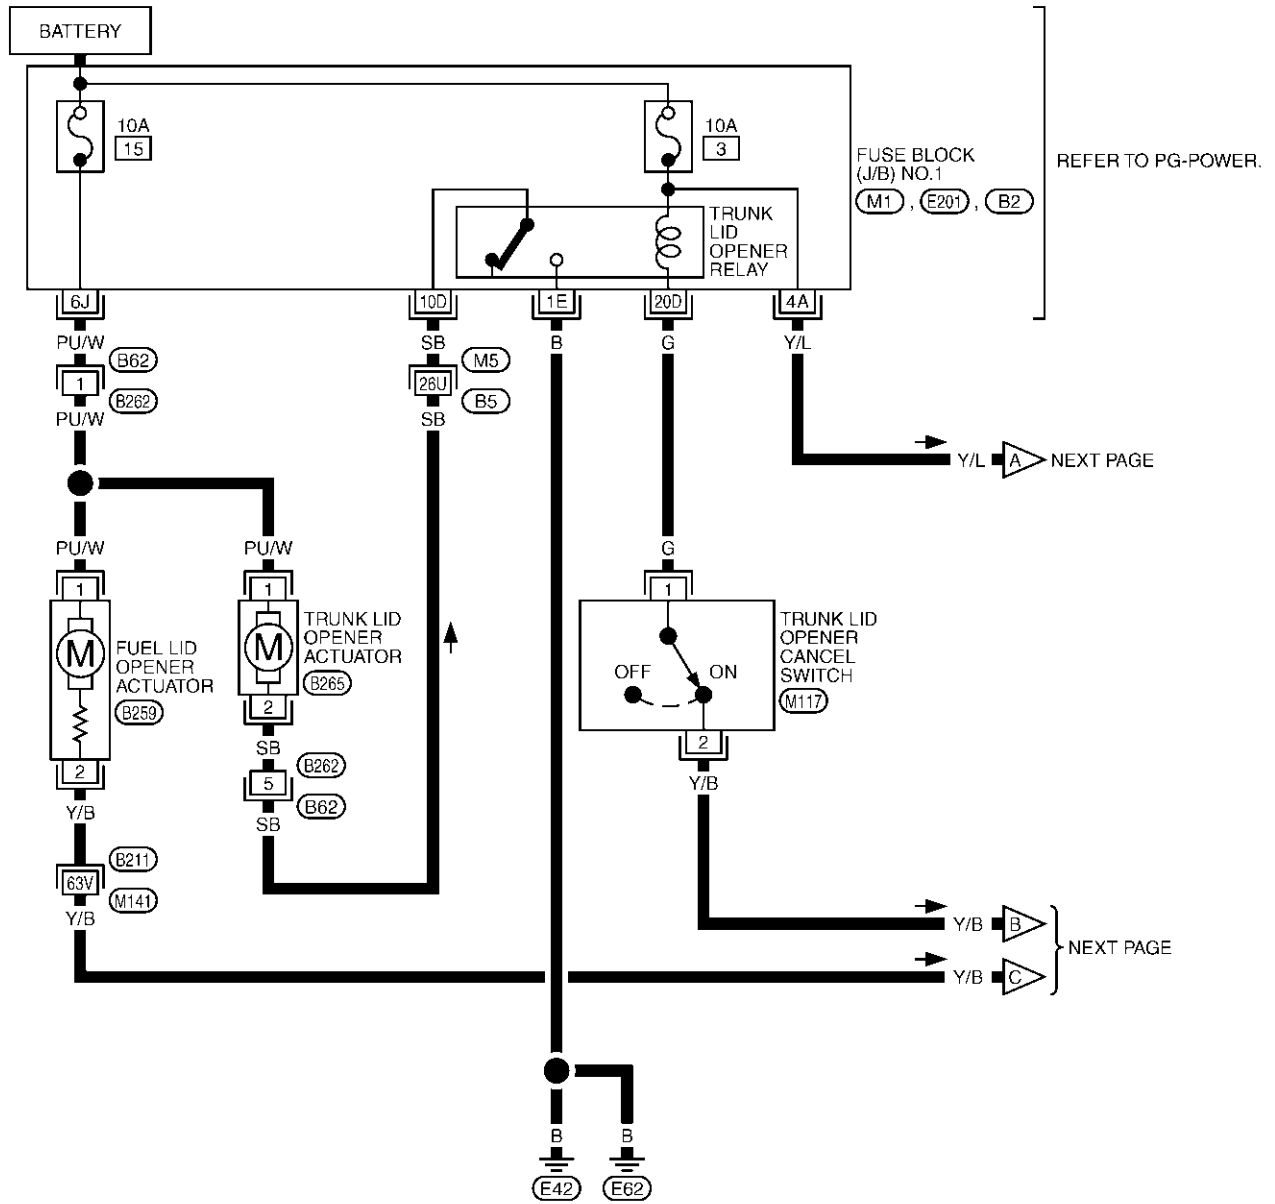 BATTERY
10A
15
10A
3
FUSE BLOCK
(J/B) NO.1
M1 , E201 , B2
REFER TO PG-POWER.
TRUNK
LID
OPENER
RELAY
6J 10D 1E 20D 4A
PU/W SB B G Y/L
B62 M5
1 26U
B262 B5
PU/W SB
Y/L A NEXT PAGE
PU/W PU/W G
1 1 1
M
FUEL LID
OPENER
ACTUATOR
B259
M
TRUNK LID
OPENER
ACTUATOR
B265
OFF ON
TRUNK LID
OPENER
CANCEL
SWITCH
M117
2 2 2
Y/B SB Y/B
B262
5
B62
SB
B211
63V
M141
Y/B
Y/B B
NEXT PAGE
Y/B C
B B
E42 E62